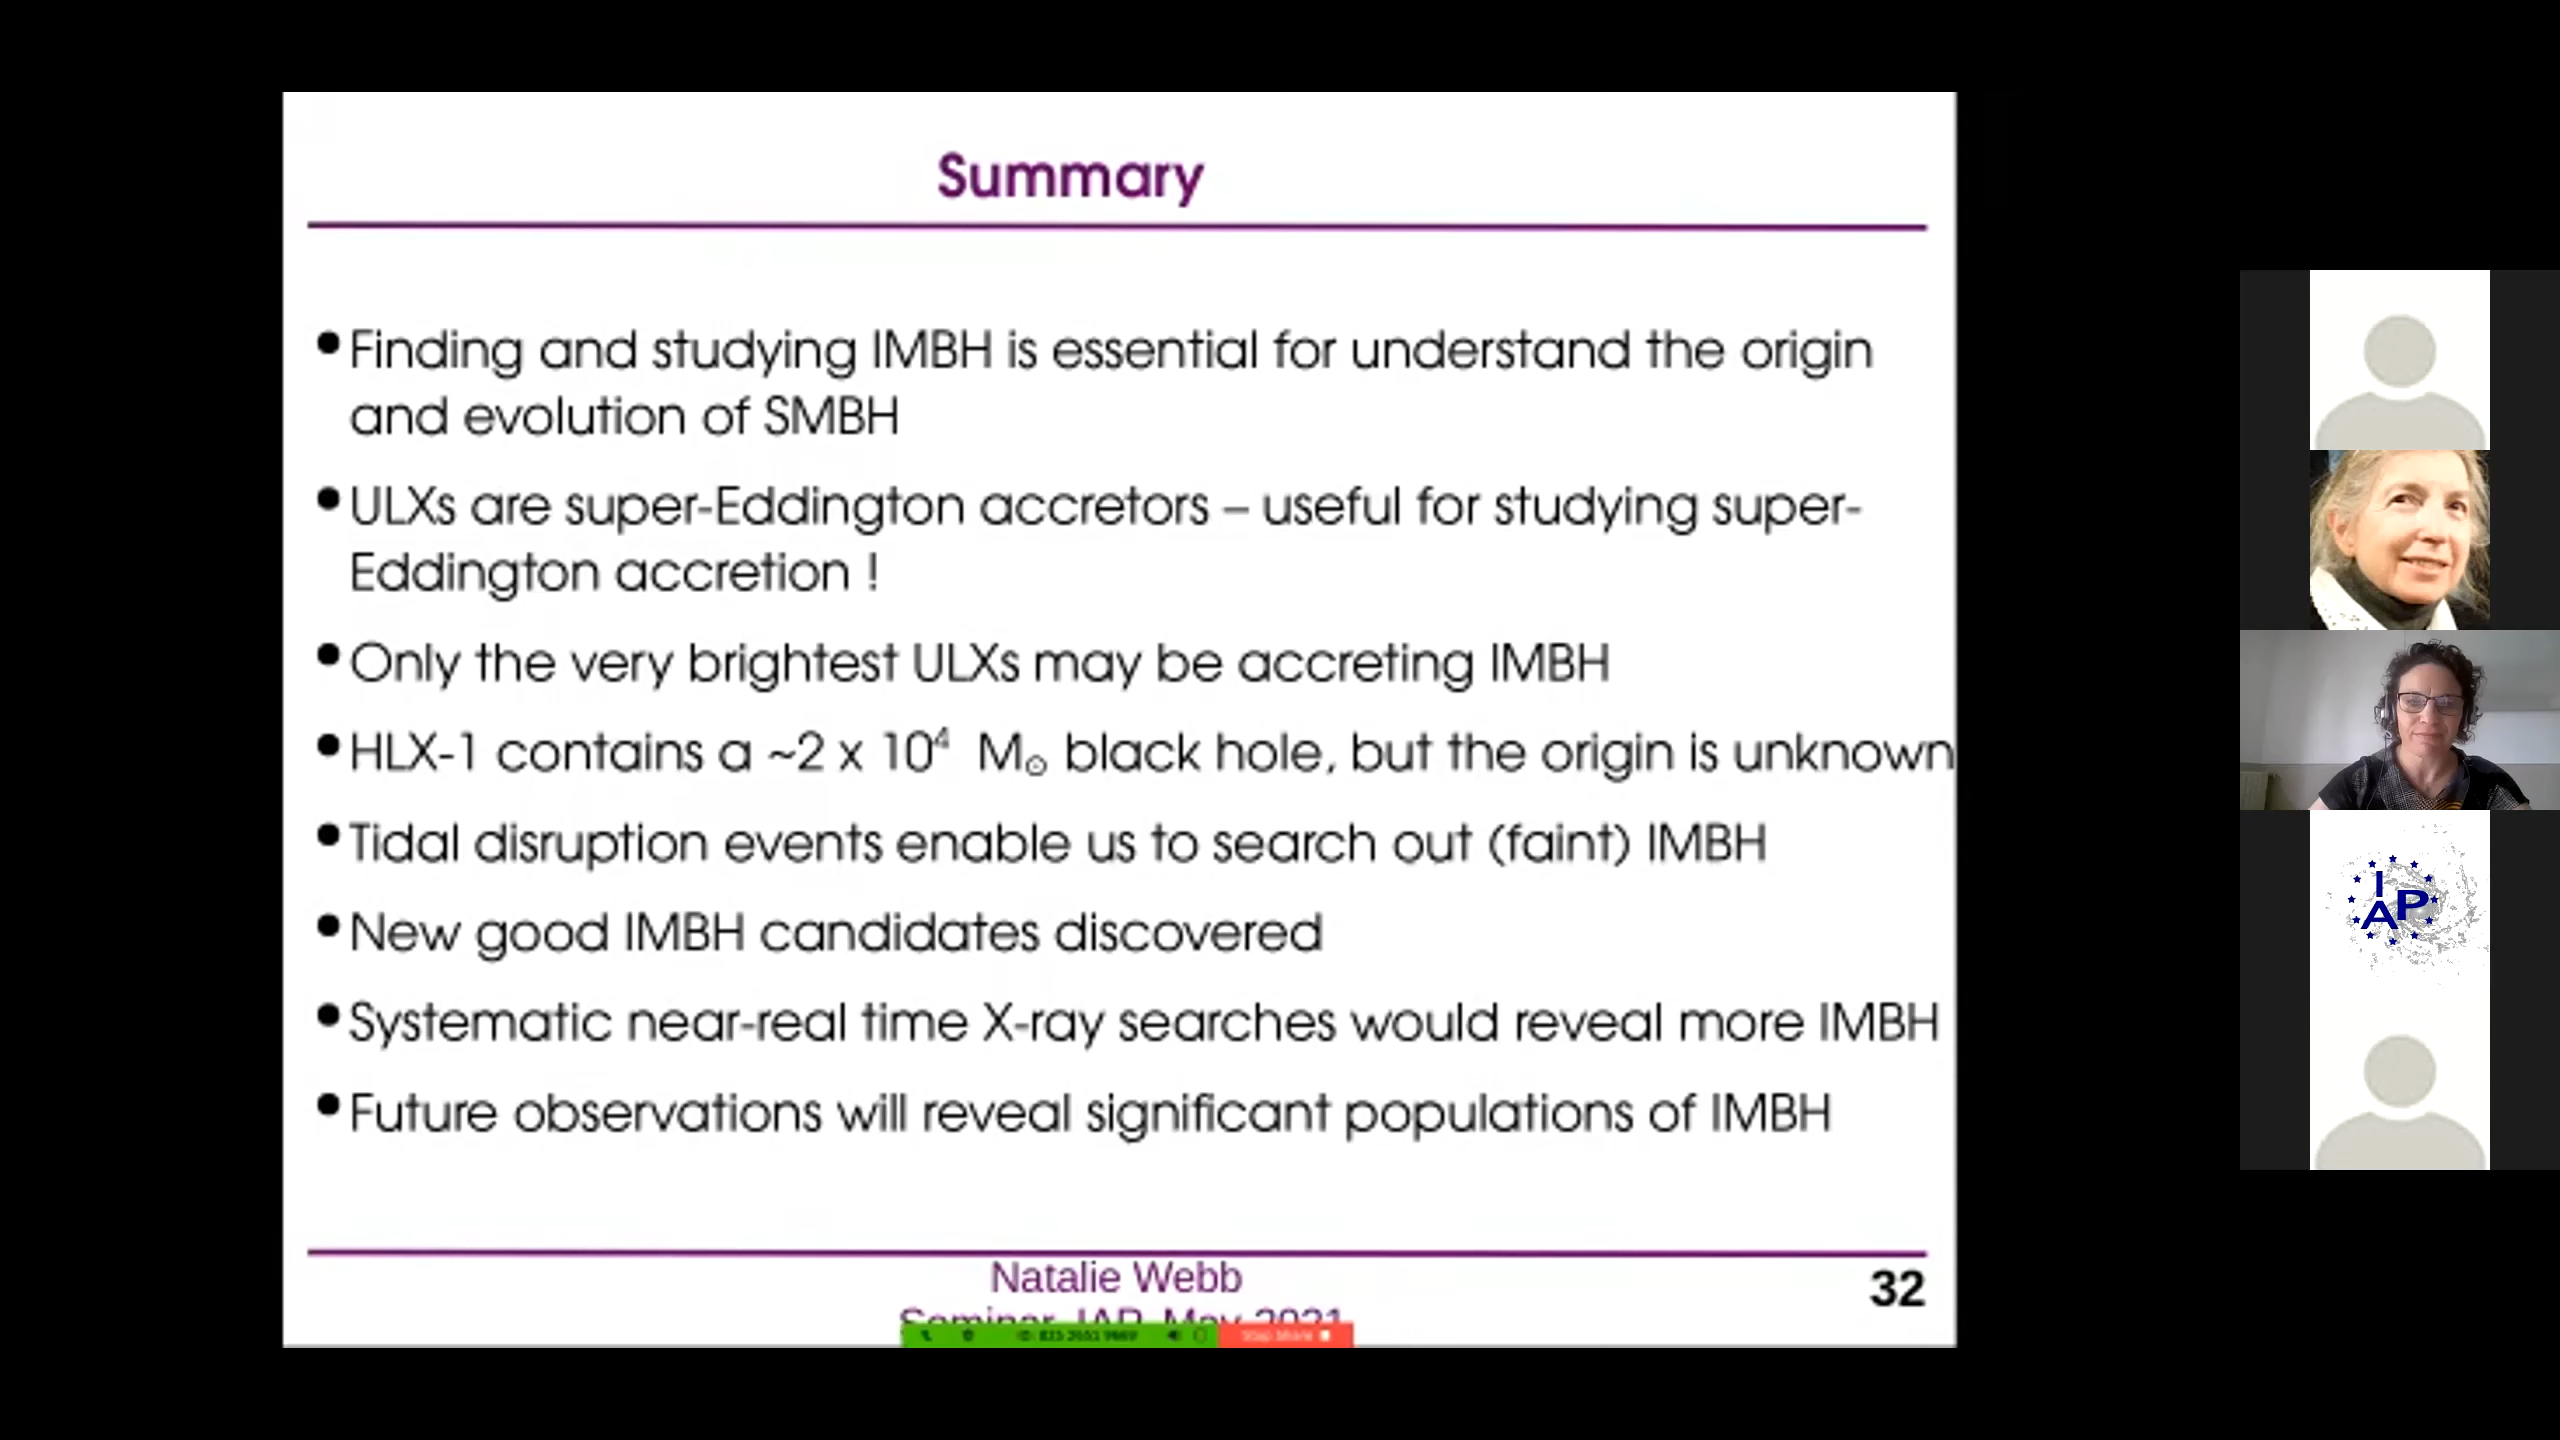 Summary
•Finding and studying IMBH is essential for understand the origin
and evolution of SMBH
•ULXs are super-Eddington accretors – useful for studying super-
Eddington accretion !
•Only the very brightest ULXs may be accreting IMBH
•HLX-1 contains a ~2 x 10⁴ M☉ black hole, but the origin is unknown
•Tidal disruption events enable us to search out (faint) IMBH
•New good IMBH candidates discovered
•Systematic near-real time X-ray searches would reveal more IMBH
•Future observations will reveal significant populations of IMBH
Natalie Webb
Seminar, IAP, May 2021
32
Stop Share
I
AP